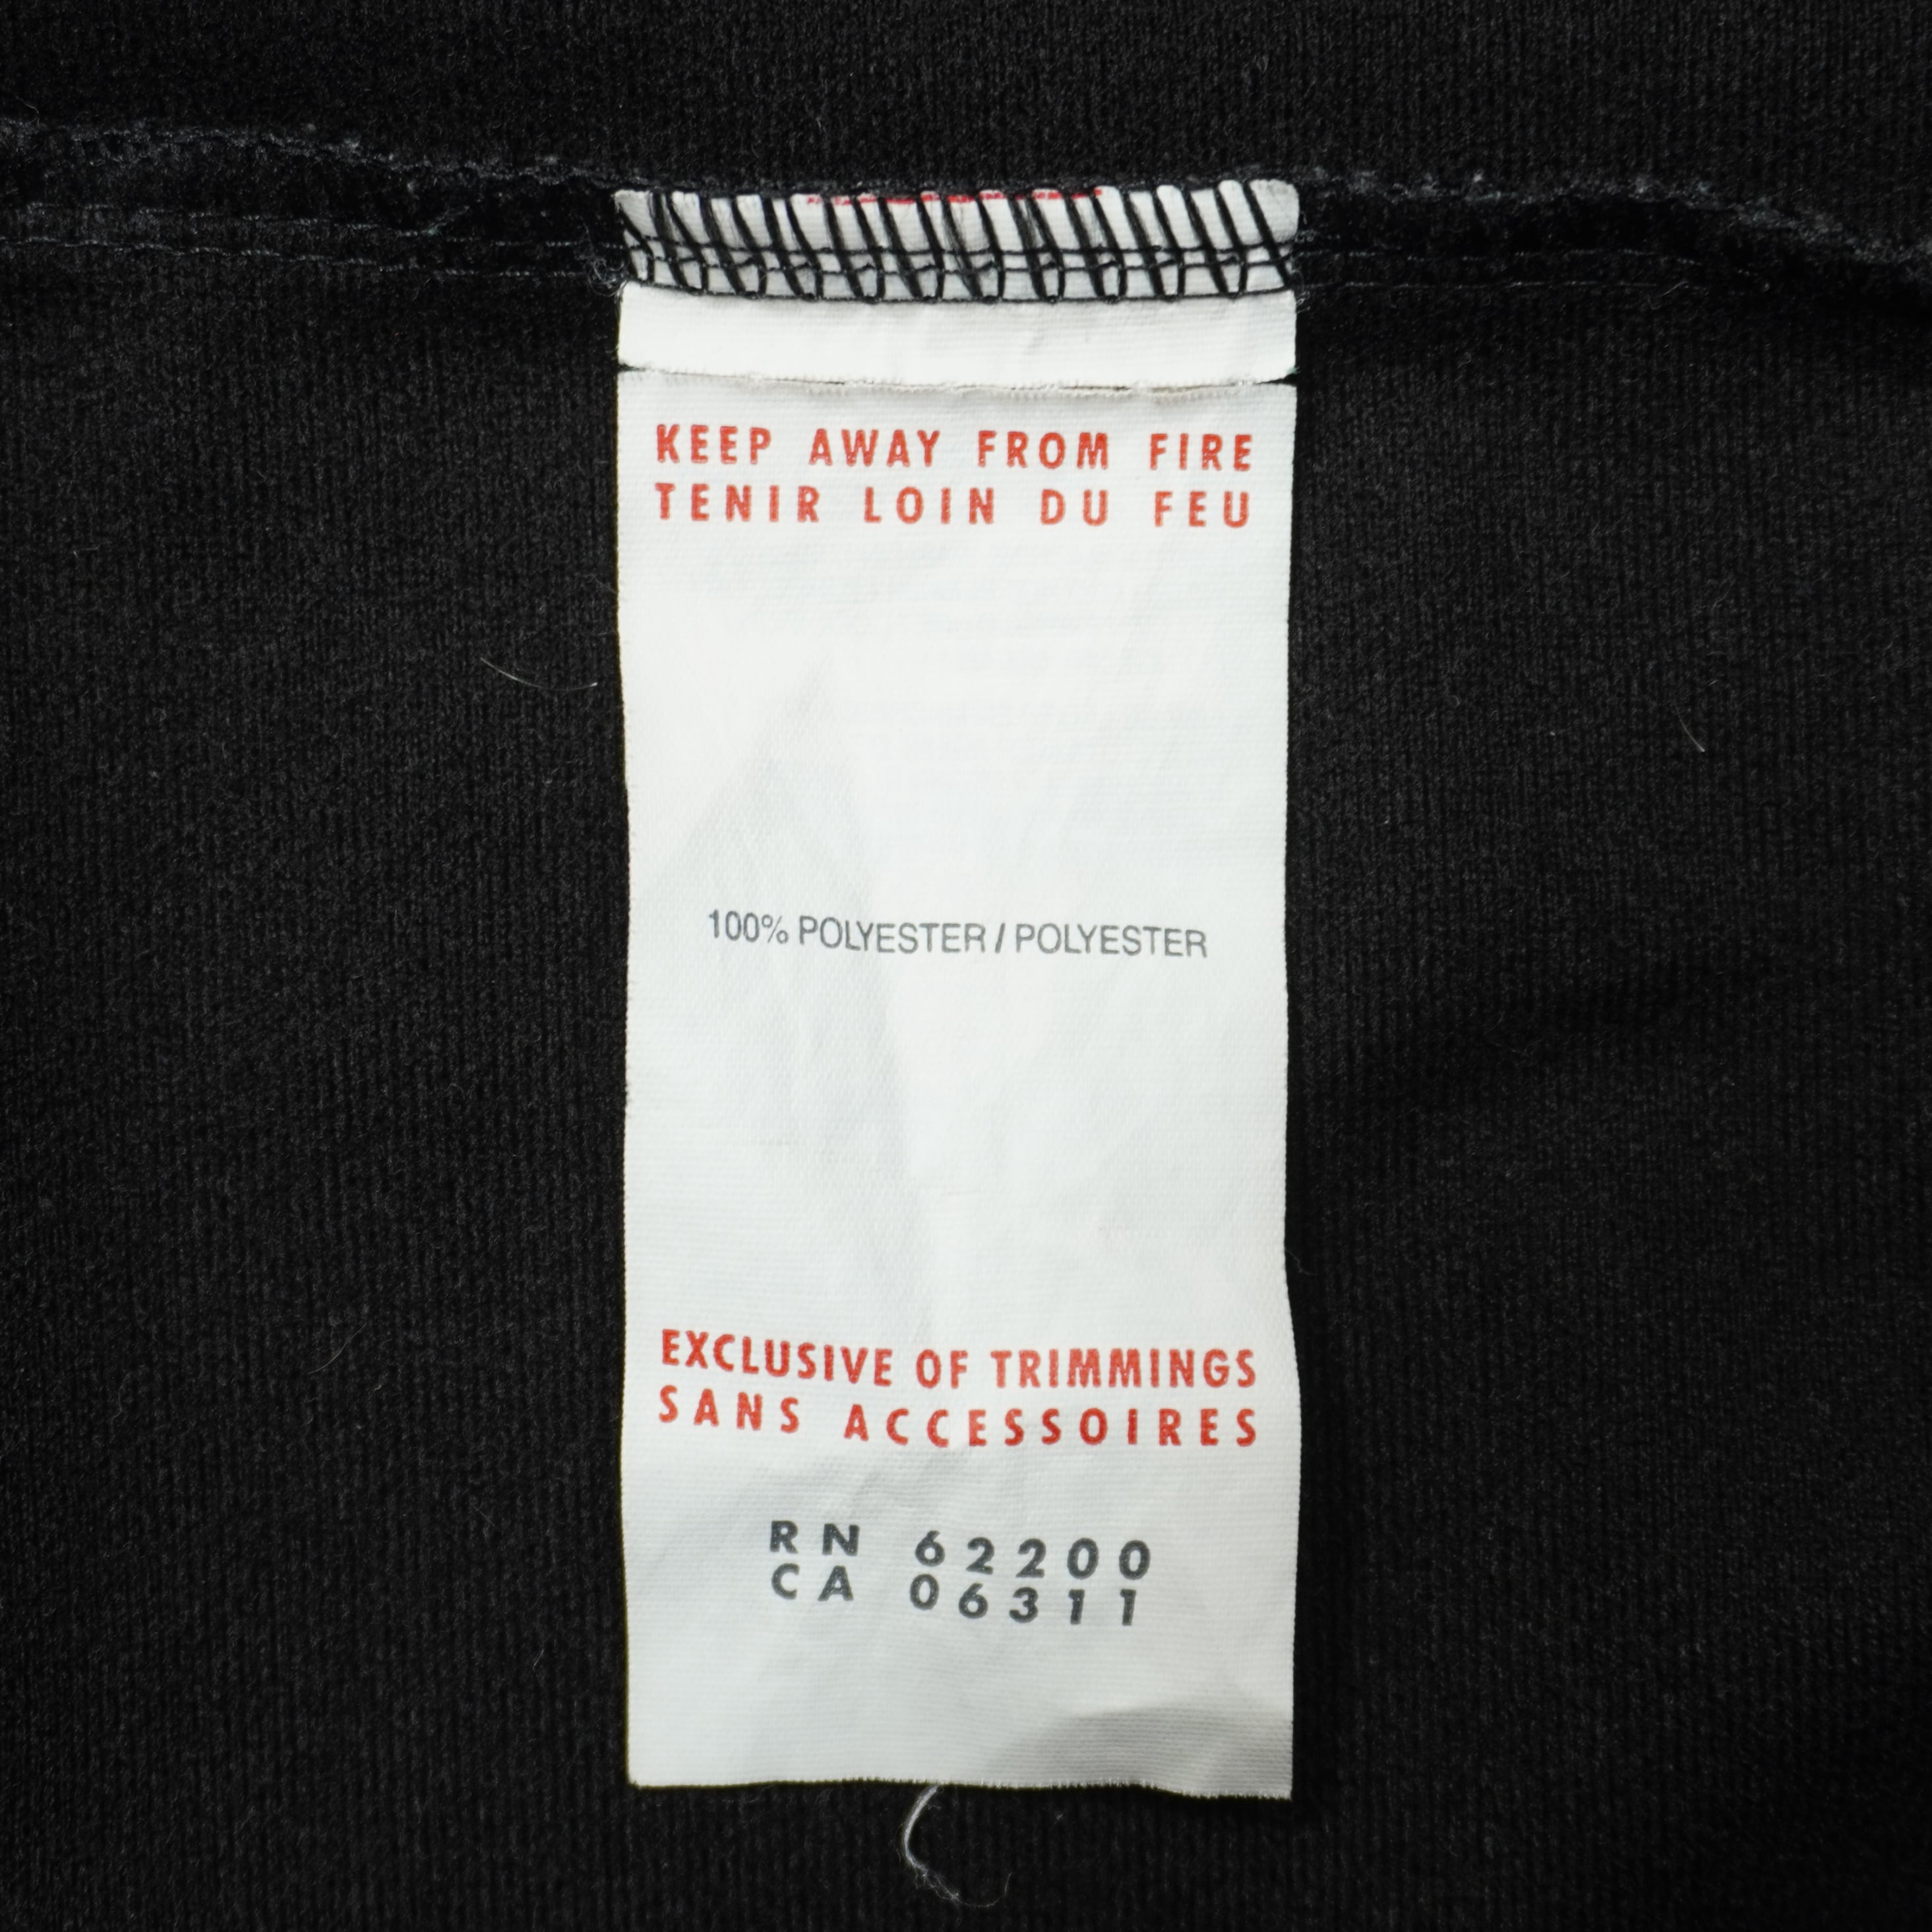 KEEP AWAY FROM FIRE
TENIR LOIN DU FEU
100% POLYESTER / POLYESTER
EXCLUSIVE OF TRIMMINGS
SANS ACCESSOIRES
RN 62200
CA 06311